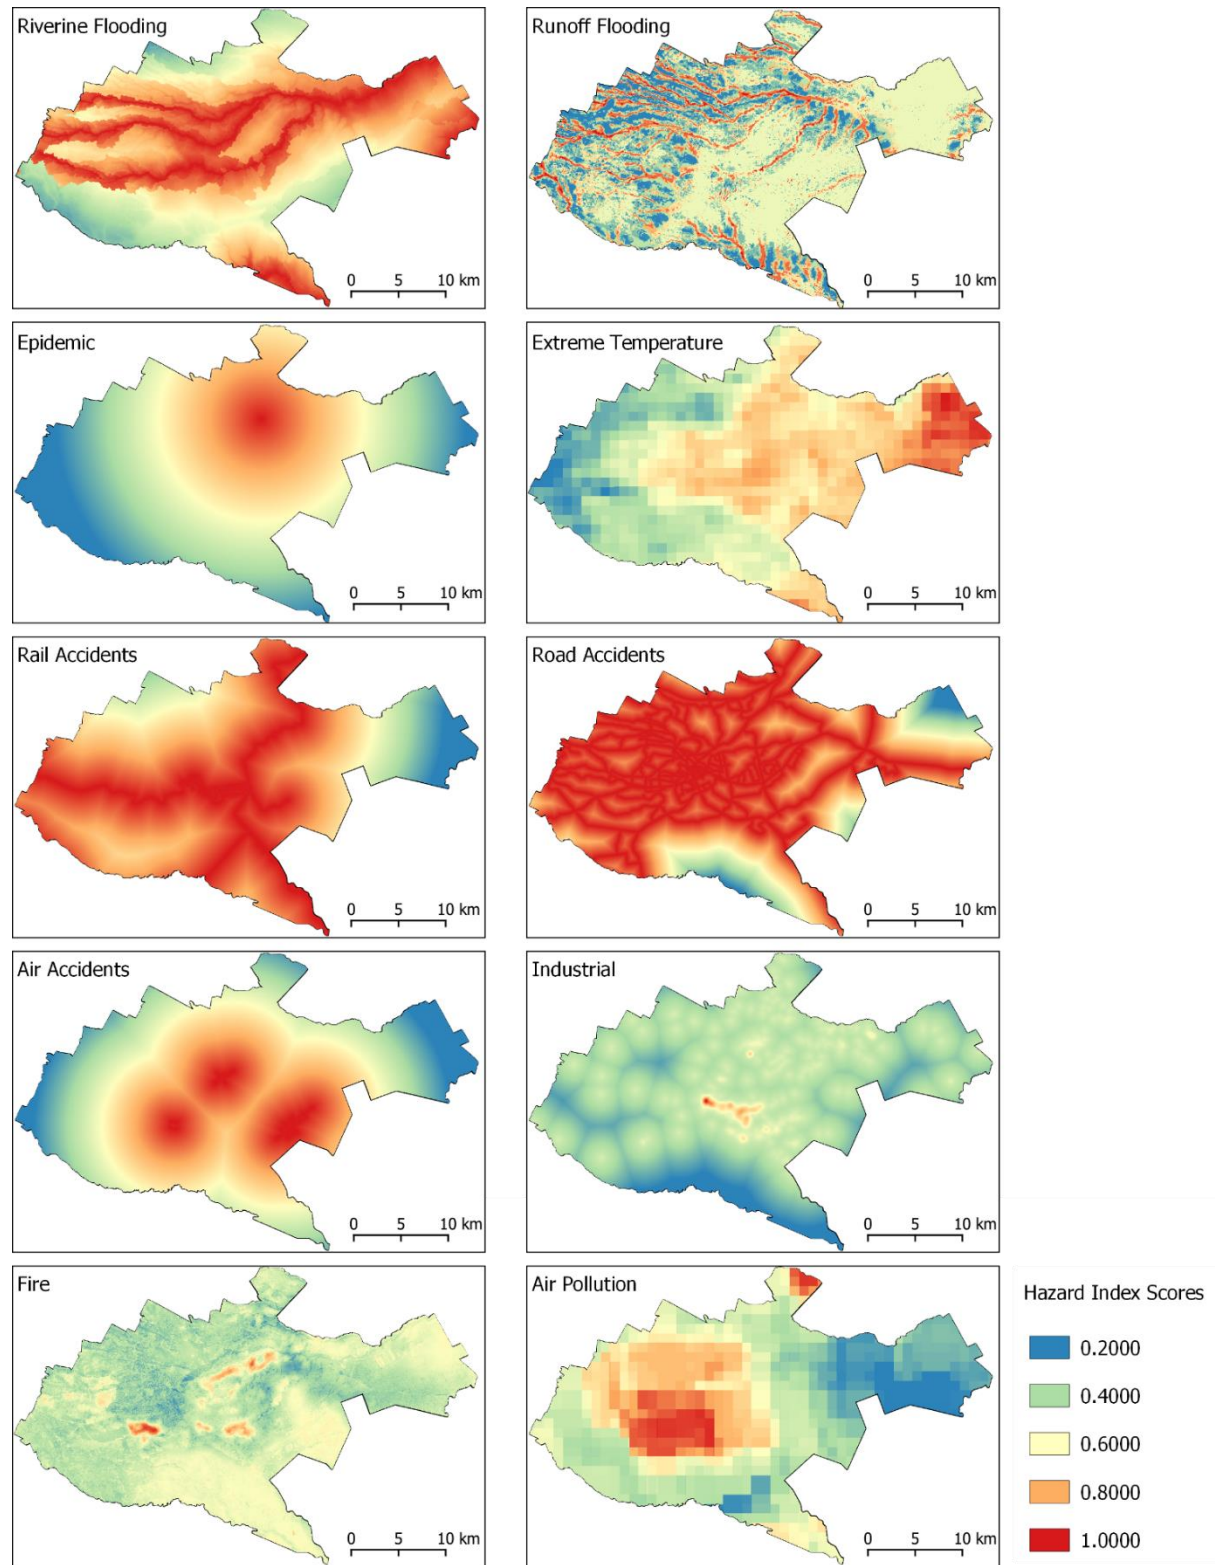 Riverine Flooding
0 5 10 km
Runoff Flooding
0 5 10 km
Epidemic
0 5 10 km
Extreme Temperature
0 5 10 km
Rail Accidents
0 5 10 km
Road Accidents
0 5 10 km
Air Accidents
0 5 10 km
Industrial
0 5 10 km
Fire
0 5 10 km
Air Pollution
0 5 10 km
Hazard Index Scores
0.2000
0.4000
0.6000
0.8000
1.0000